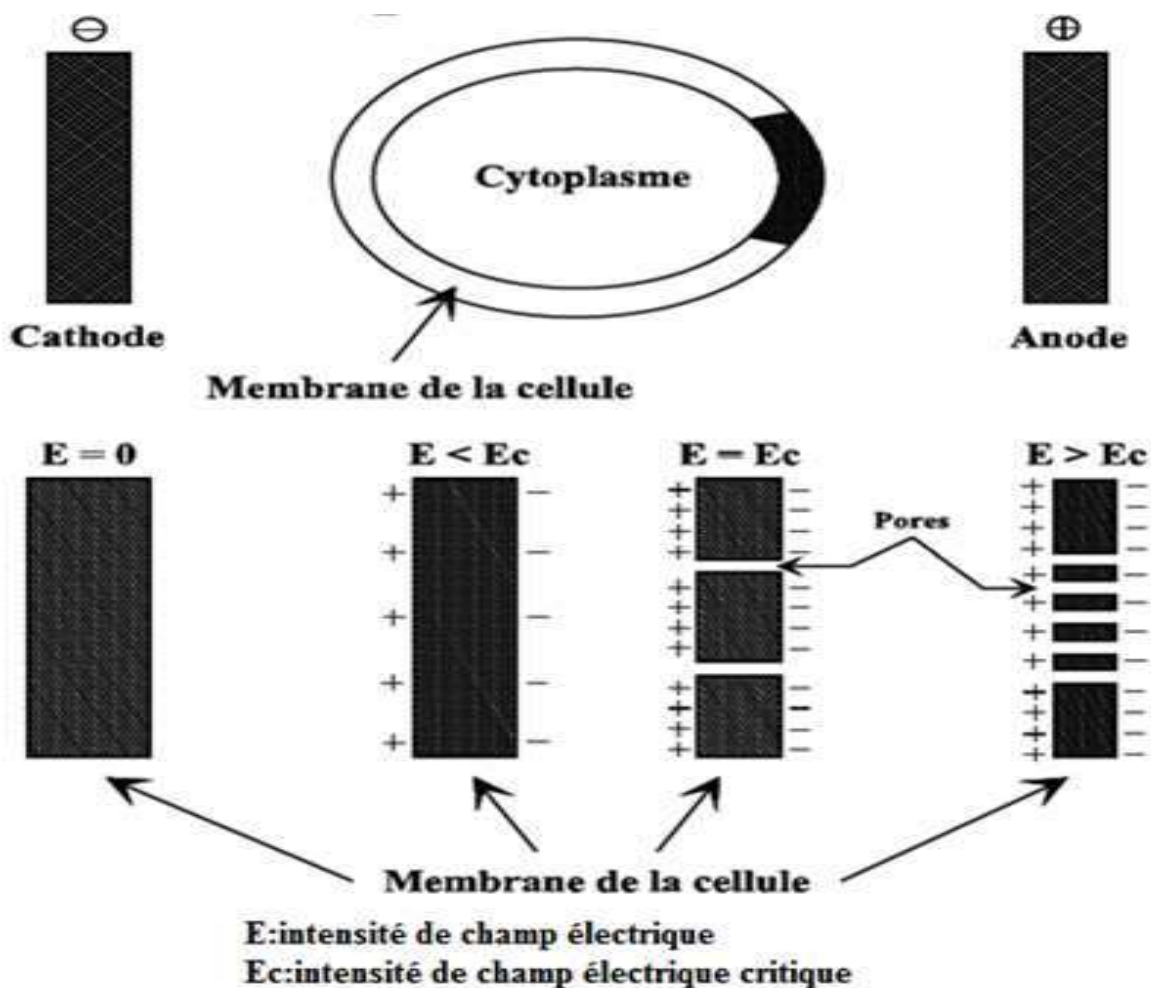 ⊖ ⊕
Cytoplasme
Cathode Anode
Membrane de la cellule
E = 0 E < Ec E = Ec E > Ec
Pores
Membrane de la cellule
E:intensité de champ électrique
Ec:intensité de champ électrique critique